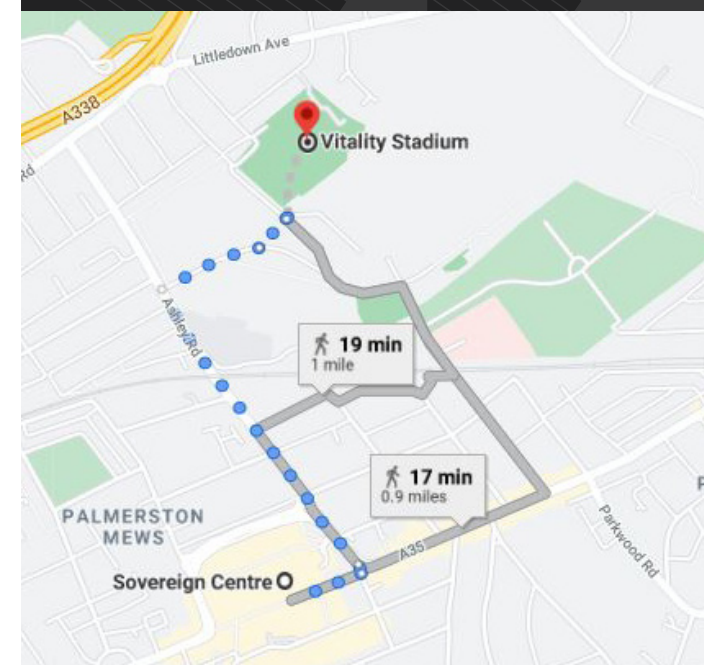 Littledown Ave
A338
Rd
Vitality Stadium
Ashley Rd
19 min
1 mile
17 min
0.9 miles
PALMERSTON
MEWS
A35
Parkwood Rd
Sovereign Centre